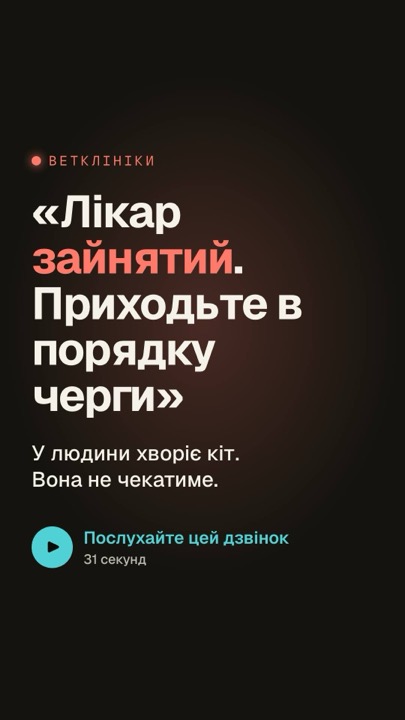 ВЕТКЛІНІКИ
«Лікар
зайнятий.
Приходьте в
порядку
черги»
У людини хворіє кіт.
Вона не чекатиме.
Послухайте цей дзвінок
31 секунд